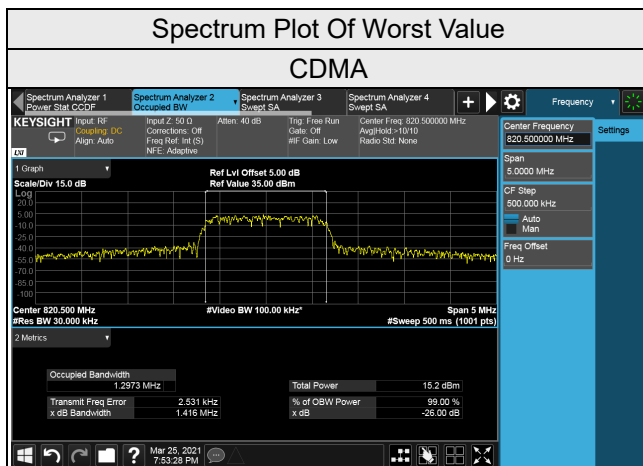 Spectrum Plot Of Worst Value
CDMA
Spectrum Analyzer 1
Power Stat CCDF
Spectrum Analyzer 2
Occupied BW
Spectrum Analyzer 3
Swept SA
Spectrum Analyzer 4
Swept SA
+
Frequency
KEYSIGHT
LXI
Input: RF
Coupling: DC
Align: Auto
Input Z: 50 Ω
Corrections: Off
Freq Ref: Int (S)
NFE: Adaptive
Atten: 40 dB
Trig: Free Run
Gate: Off
#IF Gain: Low
Center Freq: 820.500000 MHz
Avg|Hold:>10/10
Radio Std: None
Center Frequency
820.500000 MHz
Settings
Span
5.0000 MHz
CF Step
500.000 kHz
Auto
Man
Freq Offset
0 Hz
1 Graph
Scale/Div 15.0 dB
Ref Lvl Offset 5.00 dB
Ref Value 35.00 dBm
Log
20.0
5.00
-10.0
-25.0
-40.0
-55.0
-70.0
-85.0
-100
Center 820.500 MHz
#Res BW 30.000 kHz
#Video BW 100.00 kHz*
Span 5 MHz
#Sweep 500 ms (1001 pts)
2 Metrics
Occupied Bandwidth
1.2973 MHz
Total Power 15.2 dBm
Transmit Freq Error 2.531 kHz
% of OBW Power 99.00 %
x dB Bandwidth 1.416 MHz
x dB -26.00 dB
?
Mar 25, 2021
7:53:28 PM